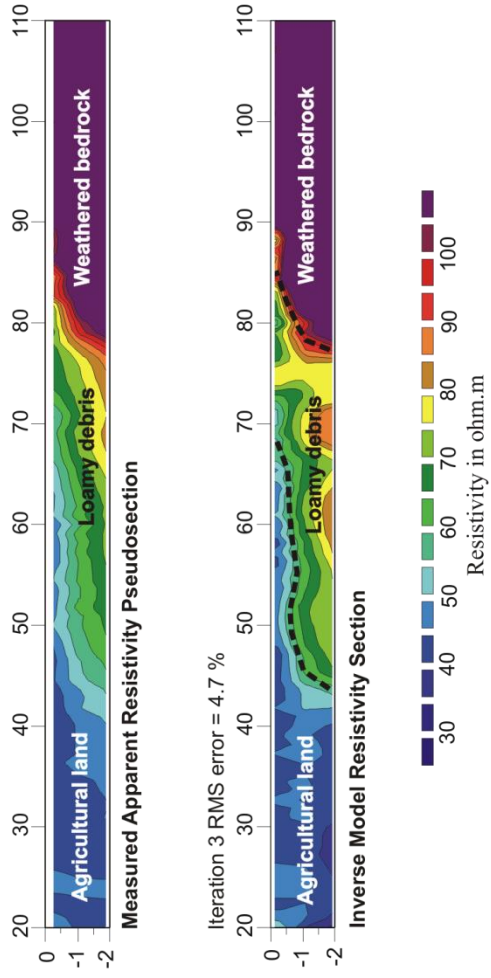 20 30 40 50 60 70 80 90 100 110
0
-1
-2
Agricultural land
Loamy debris
Weathered bedrock
Measured Apparent Resistivity Pseudosection
Iteration 3 RMS error = 4.7 %
20 30 40 50 60 70 80 90 100 110
0
-1
-2
Agricultural land
Loamy debris
Weathered bedrock
Inverse Model Resistivity Section
30 40 50 60 70 80 90 100
Resistivity in ohm.m